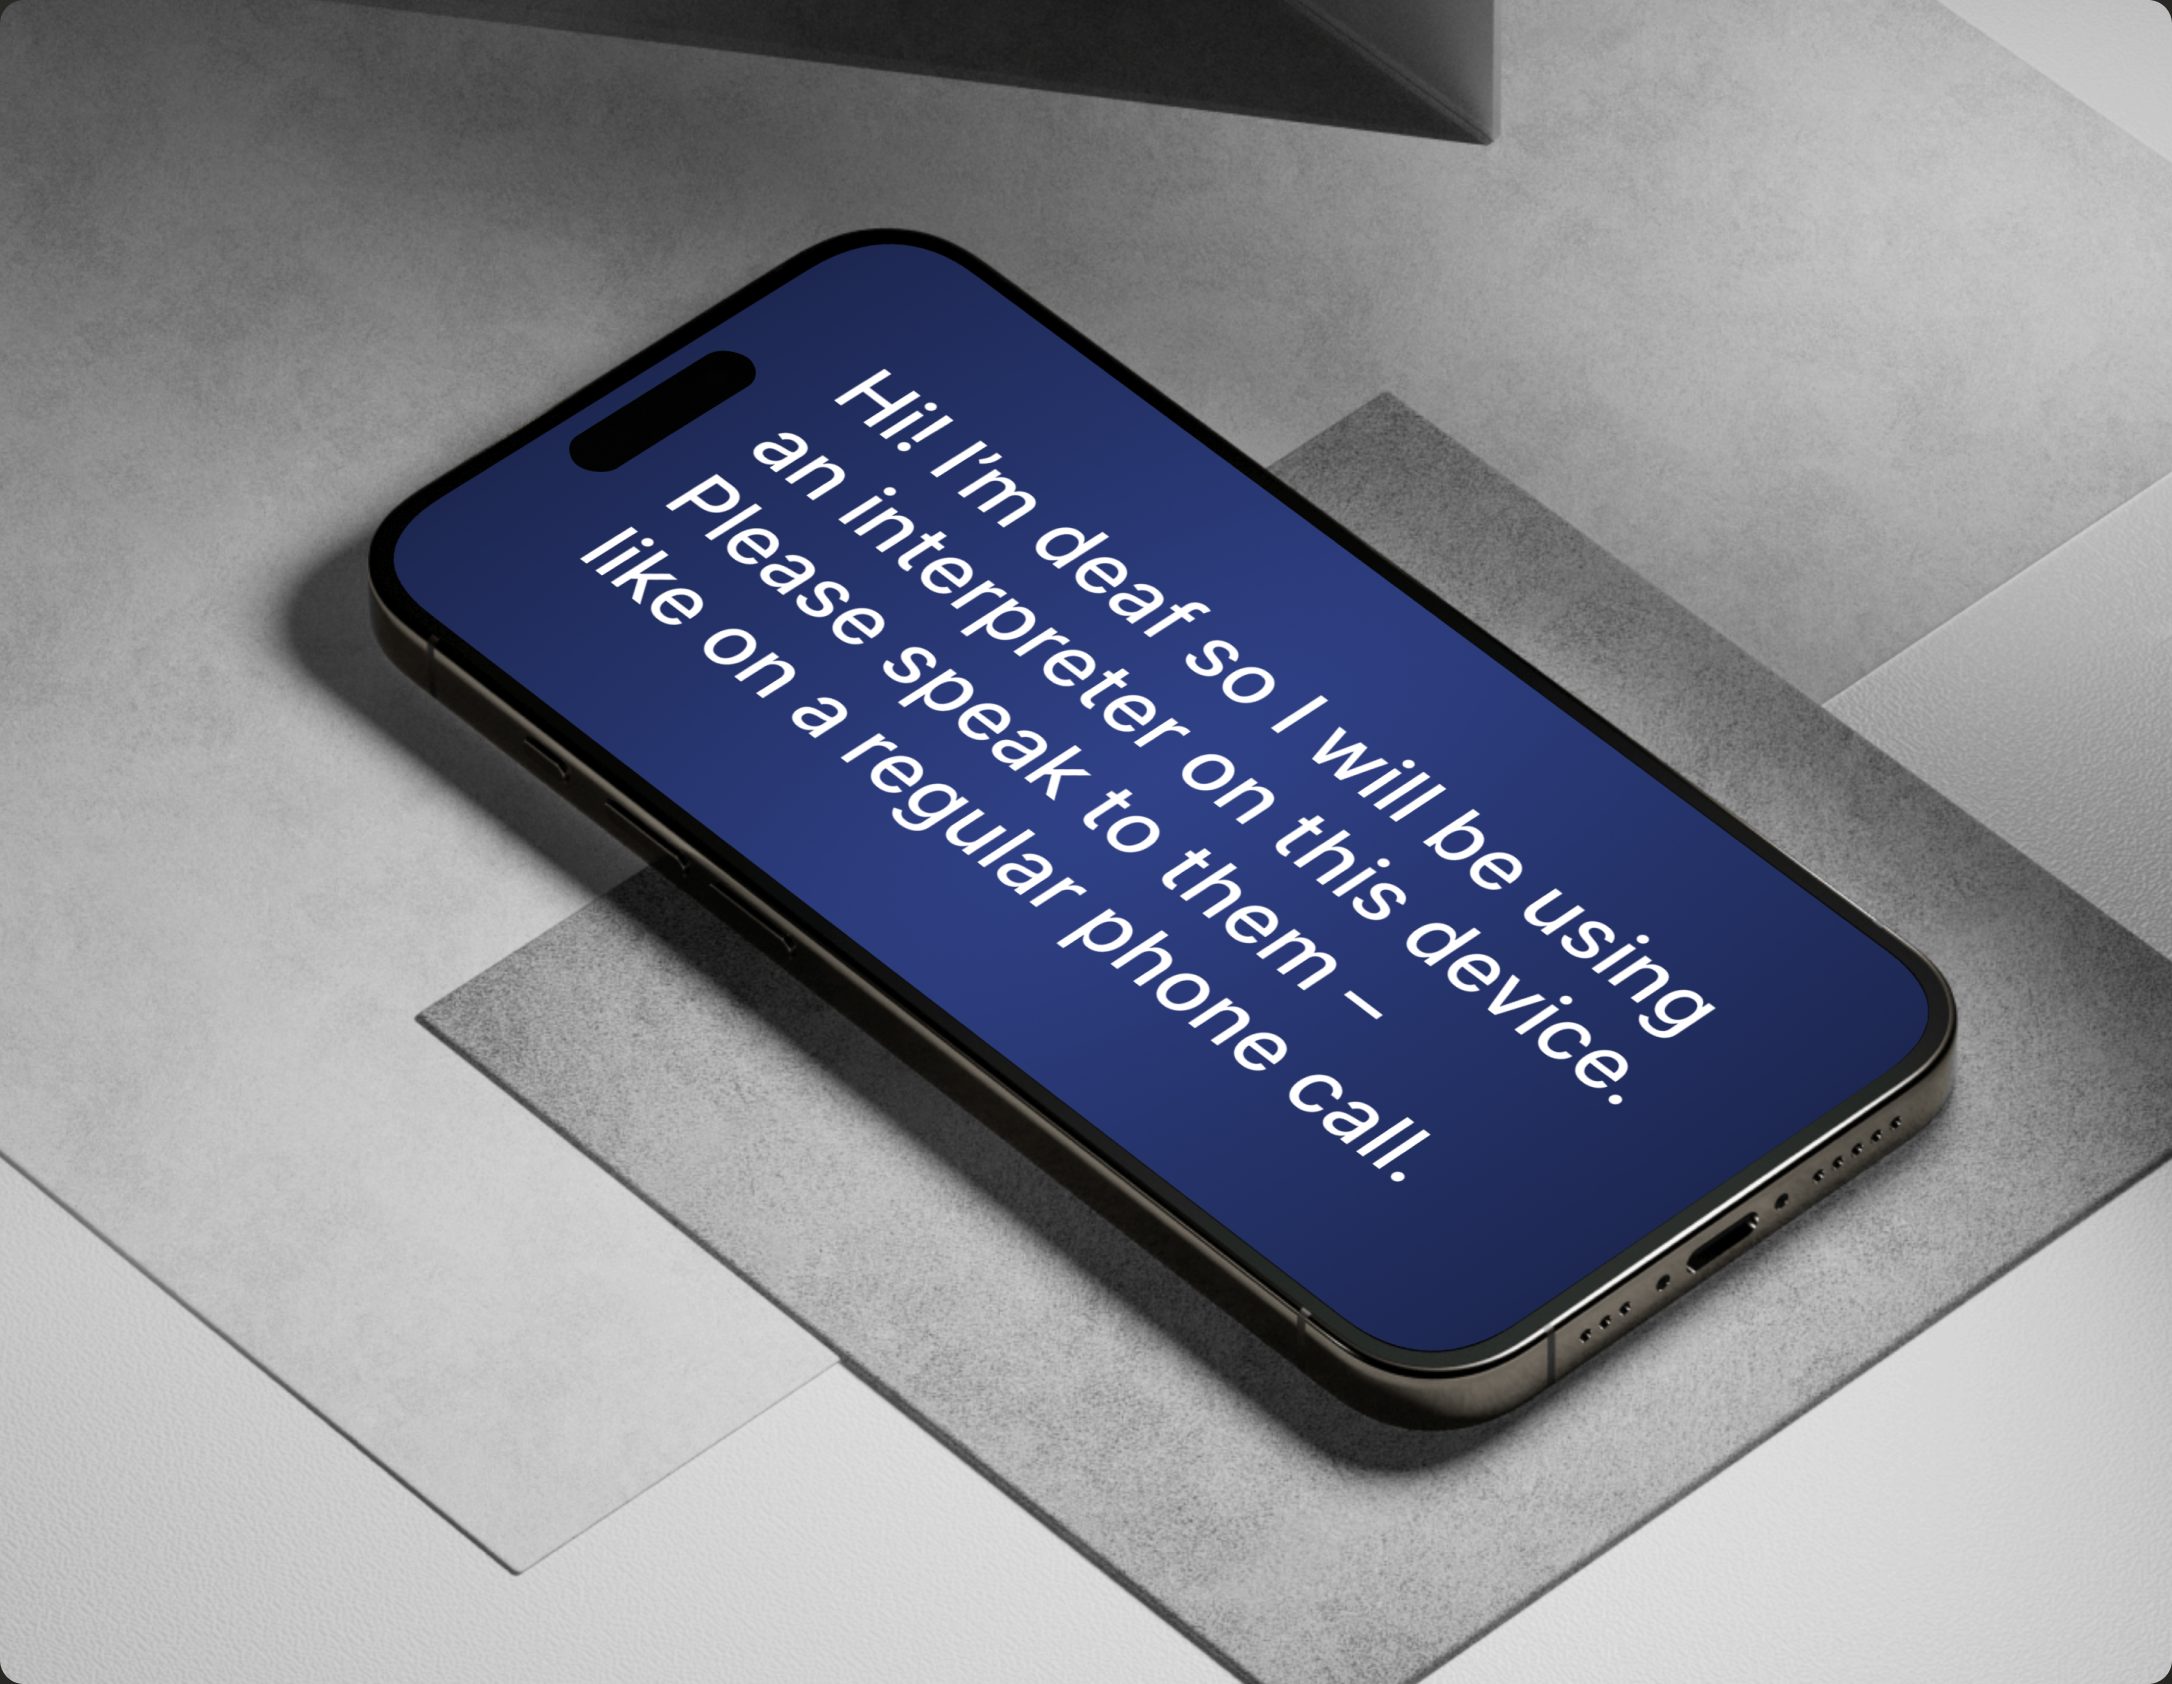 Hi! I'm deaf so I will be using
an interpreter on this device.
Please speak to them –
like on a regular phone call.